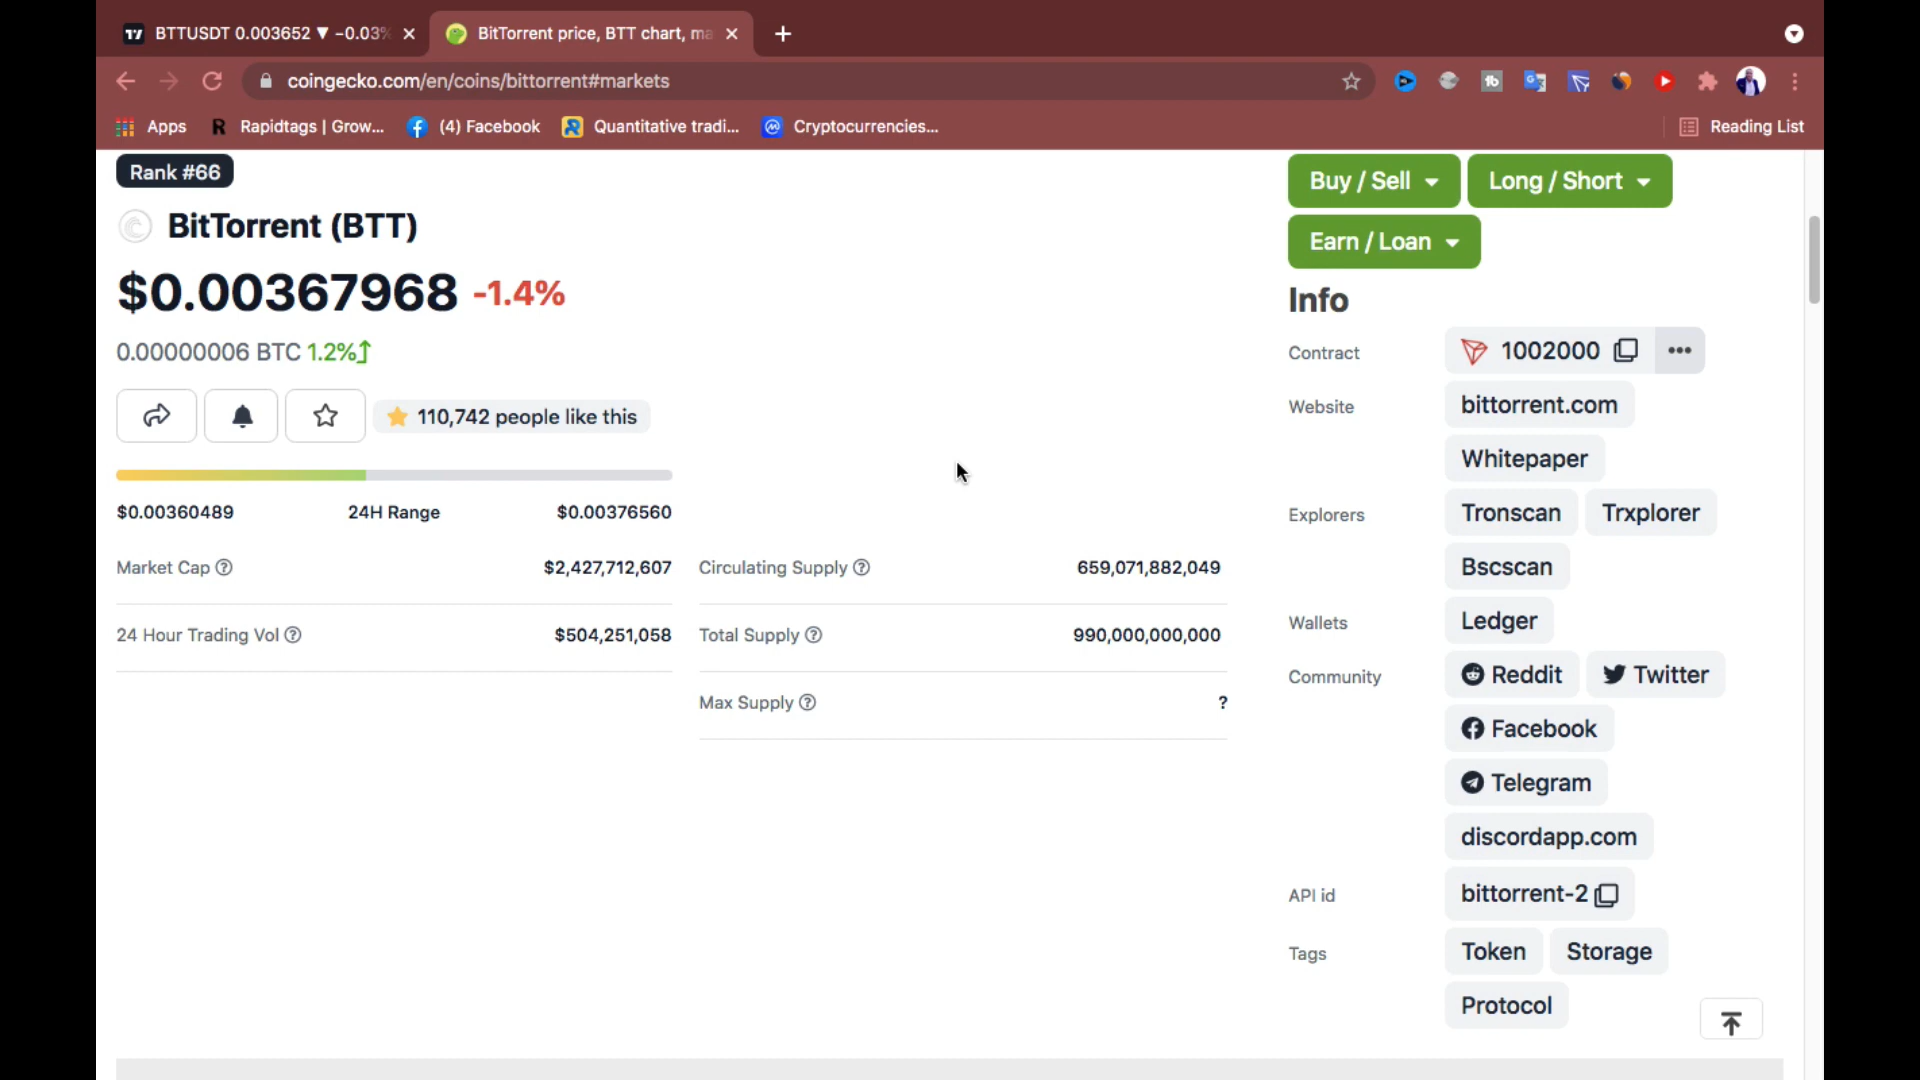 BTTUSDT 0.003652 ▼ −0.03%
BitTorrent price, BTT chart, ma
coingecko.com/en/coins/bittorrent#markets
Apps
Rapidtags | Grow...
(4) Facebook
Quantitative tradi...
Cryptocurrencies...
Reading List
Rank #66
BitTorrent (BTT)
$0.00367968 -1.4%
0.00000006 BTC 1.2%
110,742 people like this
$0.00360489 24H Range $0.00376560
Market Cap $2,427,712,607
24 Hour Trading Vol $504,251,058
Circulating Supply 659,071,882,049
Total Supply 990,000,000,000
Max Supply ?
Buy / Sell
Long / Short
Earn / Loan
Info
Contract 1002000 •••
Website bittorrent.com
Whitepaper
Explorers Tronscan Trxplorer
Bscscan
Wallets Ledger
Community Reddit Twitter
Facebook
Telegram
discordapp.com
API id bittorrent-2
Tags Token Storage
Protocol